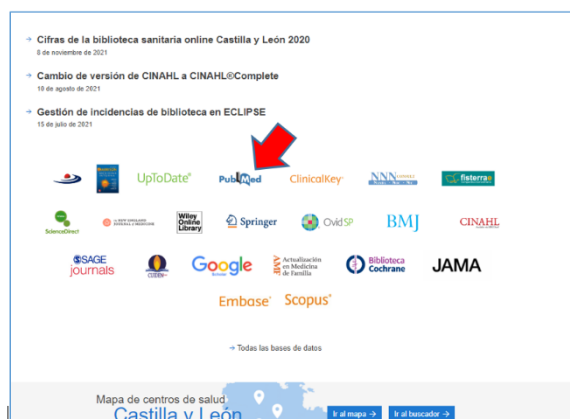 → Cifras de la biblioteca sanitaria online Castilla y León 2020
8 de noviembre de 2021
→ Cambio de versión de CINAHL a CINAHL®Complete
18 de agosto de 2021
→ Gestión de incidencias de biblioteca en ECLIPSE
15 de julio de 2021
UpToDate® PubMed ClinicalKey® NNNConsult fisterrae
ScienceDirect Wiley Online Library Springer OvidSP BMJ CINAHL
SAGE journals CUIDEN Google Actualización en Medicina de Familia AMF Biblioteca Cochrane JAMA
Embase® Scopus®
→ Todas las bases de datos
Mapa de centros de salud
Castilla y León
Ir al mapa → Ir al buscador →